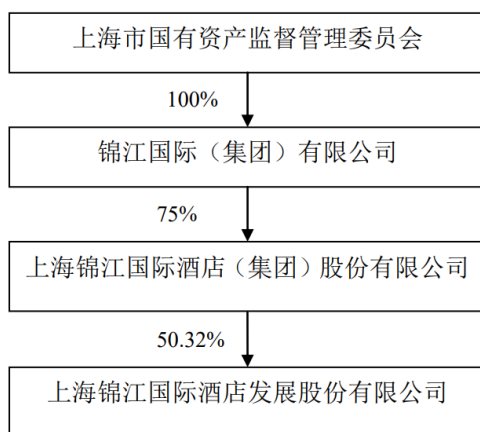 上海市国有资产监督管理委员会
100%
锦江国际（集团）有限公司
75%
上海锦江国际酒店（集团）股份有限公司
50.32%
上海锦江国际酒店发展股份有限公司